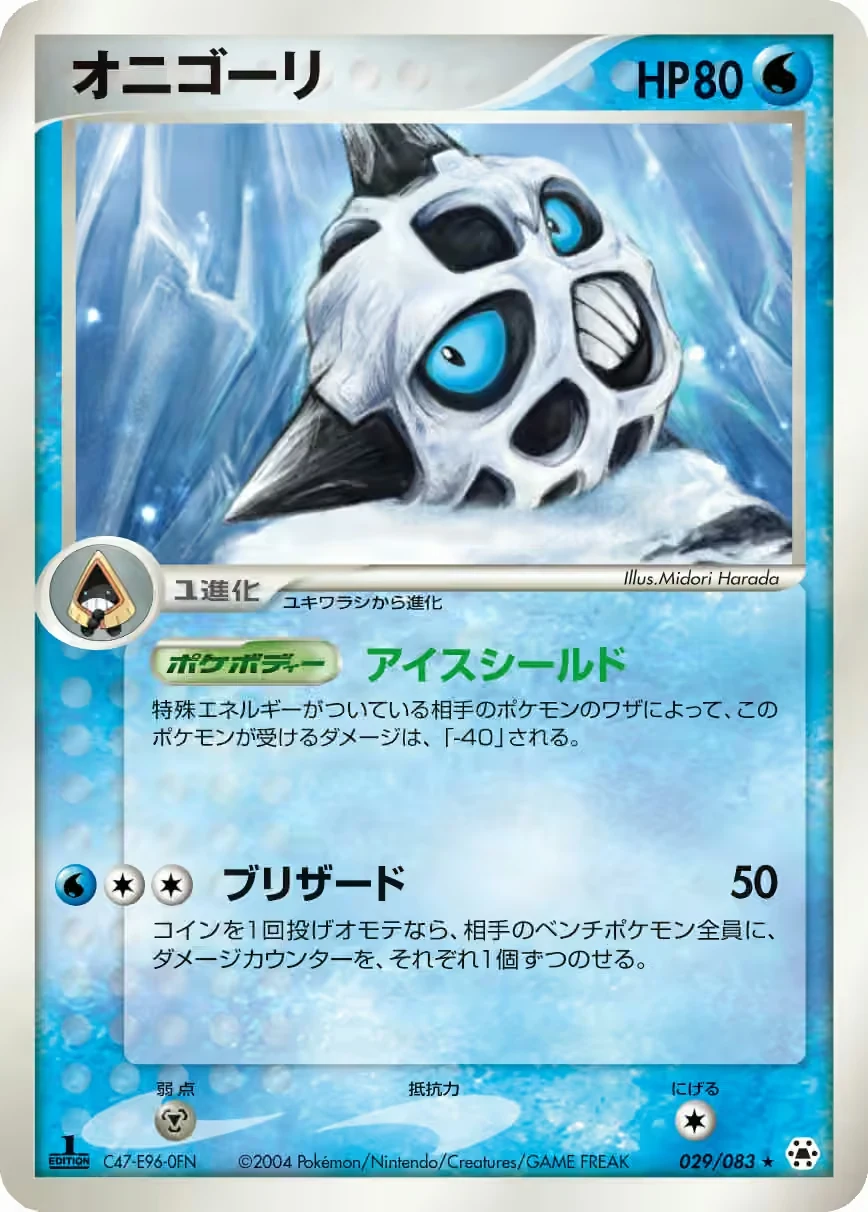 オニゴーリ HP80
Illus.Midori Harada
1進化
ユキワラシから進化
ポケボディー アイスシールド
特殊エネルギーがついている相手のポケモンのワザによって、この
ポケモンが受けるダメージは、「-40」される。
ブリザード 50
コインを1回投げオモテなら、相手のベンチポケモン全員に、
ダメージカウンターを、それぞれ1個ずつのせる。
弱点 抵抗力 にげる
1 EDITION C47-E96-0FN ©2004 Pokémon/Nintendo/Creatures/GAME FREAK 029/083 ★